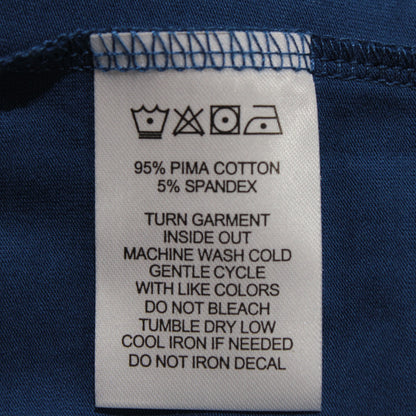 95% PIMA COTTON
5% SPANDEX
TURN GARMENT
INSIDE OUT
MACHINE WASH COLD
GENTLE CYCLE
WITH LIKE COLORS
DO NOT BLEACH
TUMBLE DRY LOW
COOL IRON IF NEEDED
DO NOT IRON DECAL